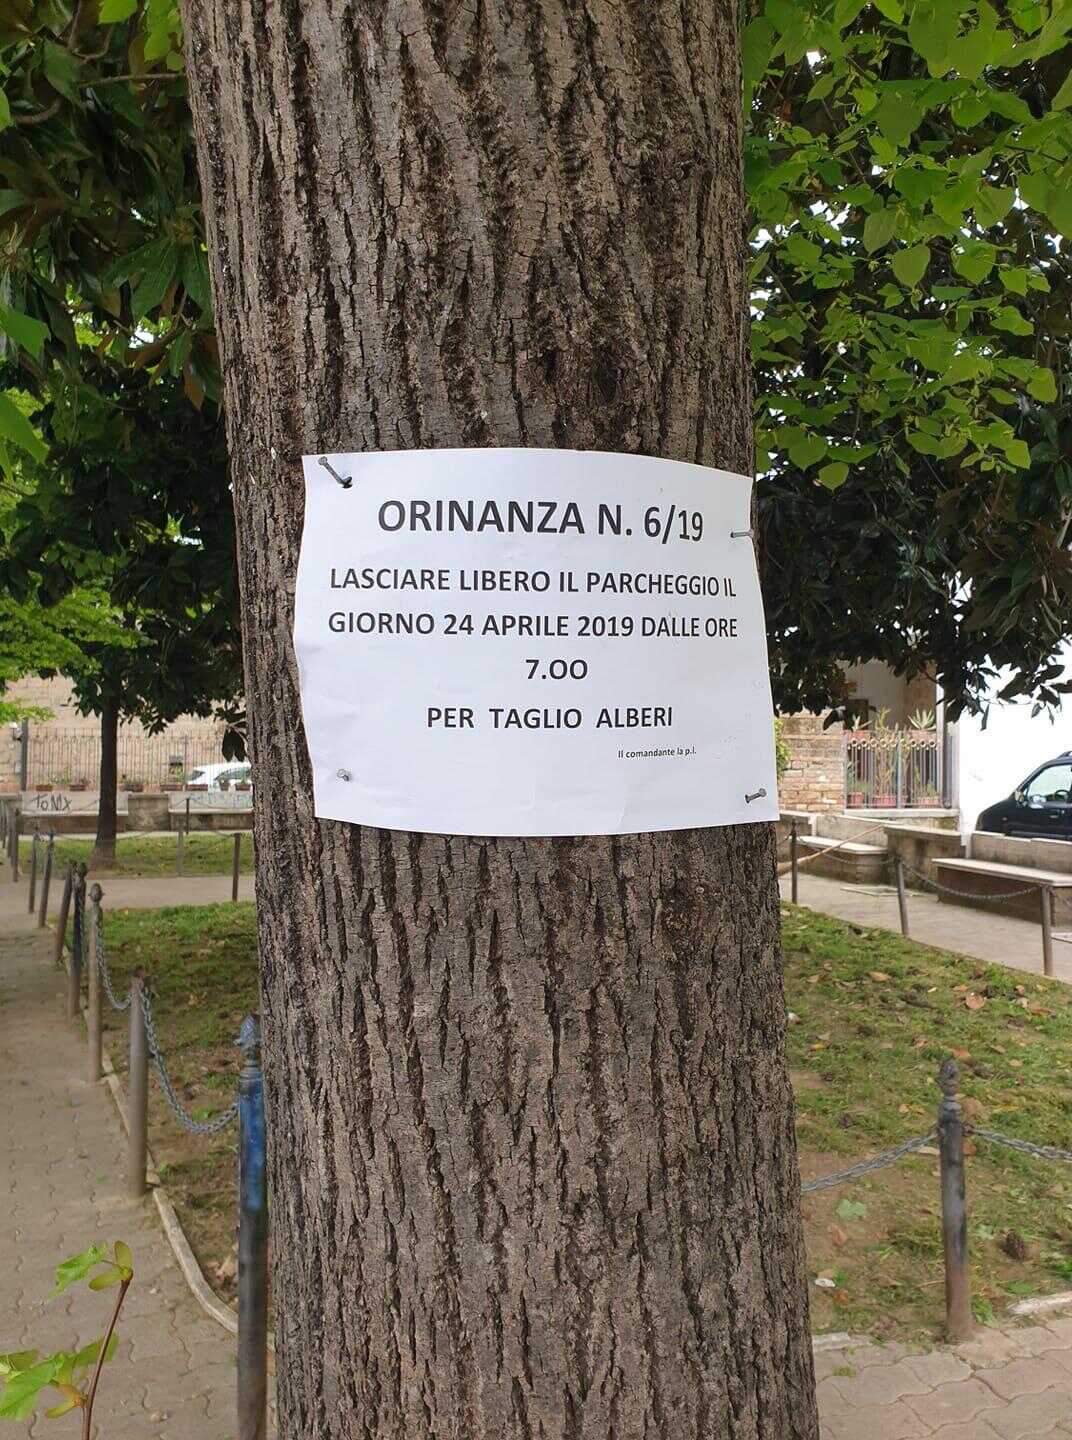 ORINANZA N. 6/19
LASCIARE LIBERO IL PARCHEGGIO IL
GIORNO 24 APRILE 2019 DALLE ORE
7.OO
PER TAGLIO ALBERI
Il comandante la p.l.